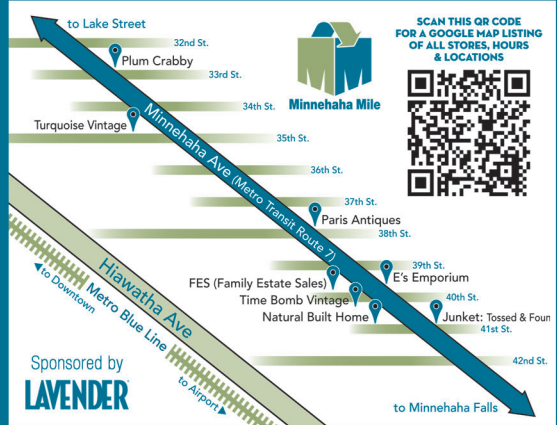 to Lake Street
SCAN THIS QR CODE
FOR A GOOGLE MAP LISTING
OF ALL STORES, HOURS
& LOCATIONS
32nd St.
Plum Crabby
33rd St.
Minnehaha Mile
34th St.
Turquoise Vintage
35th St.
Minnehaha Ave (Metro Transit Route 7)
36th St.
37th St.
Paris Antiques
38th St.
39th St.
E's Emporium
FES (Family Estate Sales)
40th St.
Time Bomb Vintage
Natural Built Home
Junket: Tossed & Foun
41st St.
42nd St.
Hiawatha Ave
to Downtown
Metro Blue Line
to Airport
Sponsored by
LAVENDER
to Minnehaha Falls